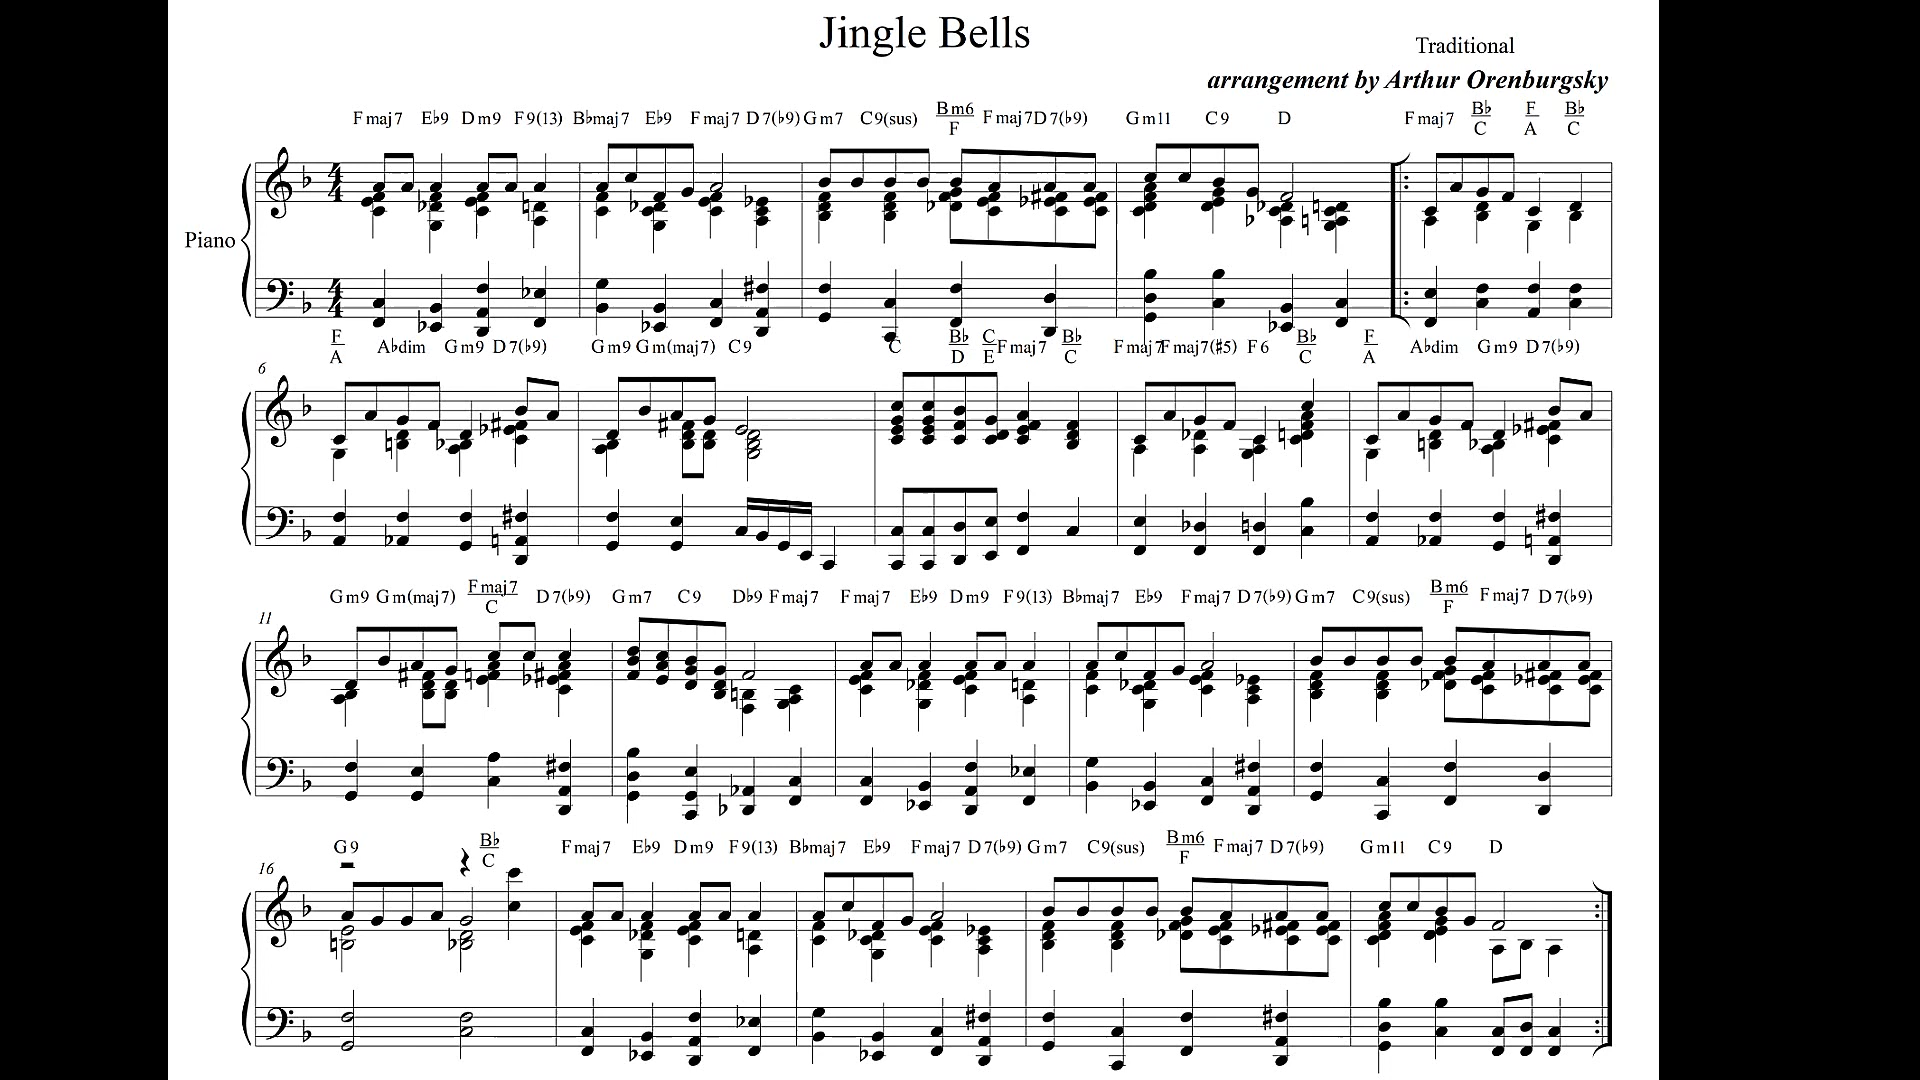 Jingle Bells
Traditional
arrangement by Arthur Orenburgsky
Fmaj7 E♭9 Dm9 F9(13) B♭maj7 E♭9 Fmaj7 D7(♭9) Gm7 C9(sus) Bm6/F Fmaj7 D7(♭9) Gm11 C9 D Fmaj7 B♭/C F/A B♭/C
Piano
4 4
4 4
F/A A♭dim Gm9 D7(♭9) Gm9 Gm(maj7) C9 C B♭/D C/E Fmaj7 B♭/C Fmaj7 Fmaj7(♯5) F6 B♭/C F/A A♭dim Gm9 D7(♭9)
6
Gm9 Gm(maj7) Fmaj7/C D7(♭9) Gm7 C9 D♭9 Fmaj7 Fmaj7 E♭9 Dm9 F9(13) B♭maj7 E♭9 Fmaj7 D7(♭9) Gm7 C9(sus) Bm6/F Fmaj7 D7(♭9)
11
G9 B♭/C Fmaj7 E♭9 Dm9 F9(13) B♭maj7 E♭9 Fmaj7 D7(♭9) Gm7 C9(sus) Bm6/F Fmaj7 D7(♭9) Gm11 C9 D
16